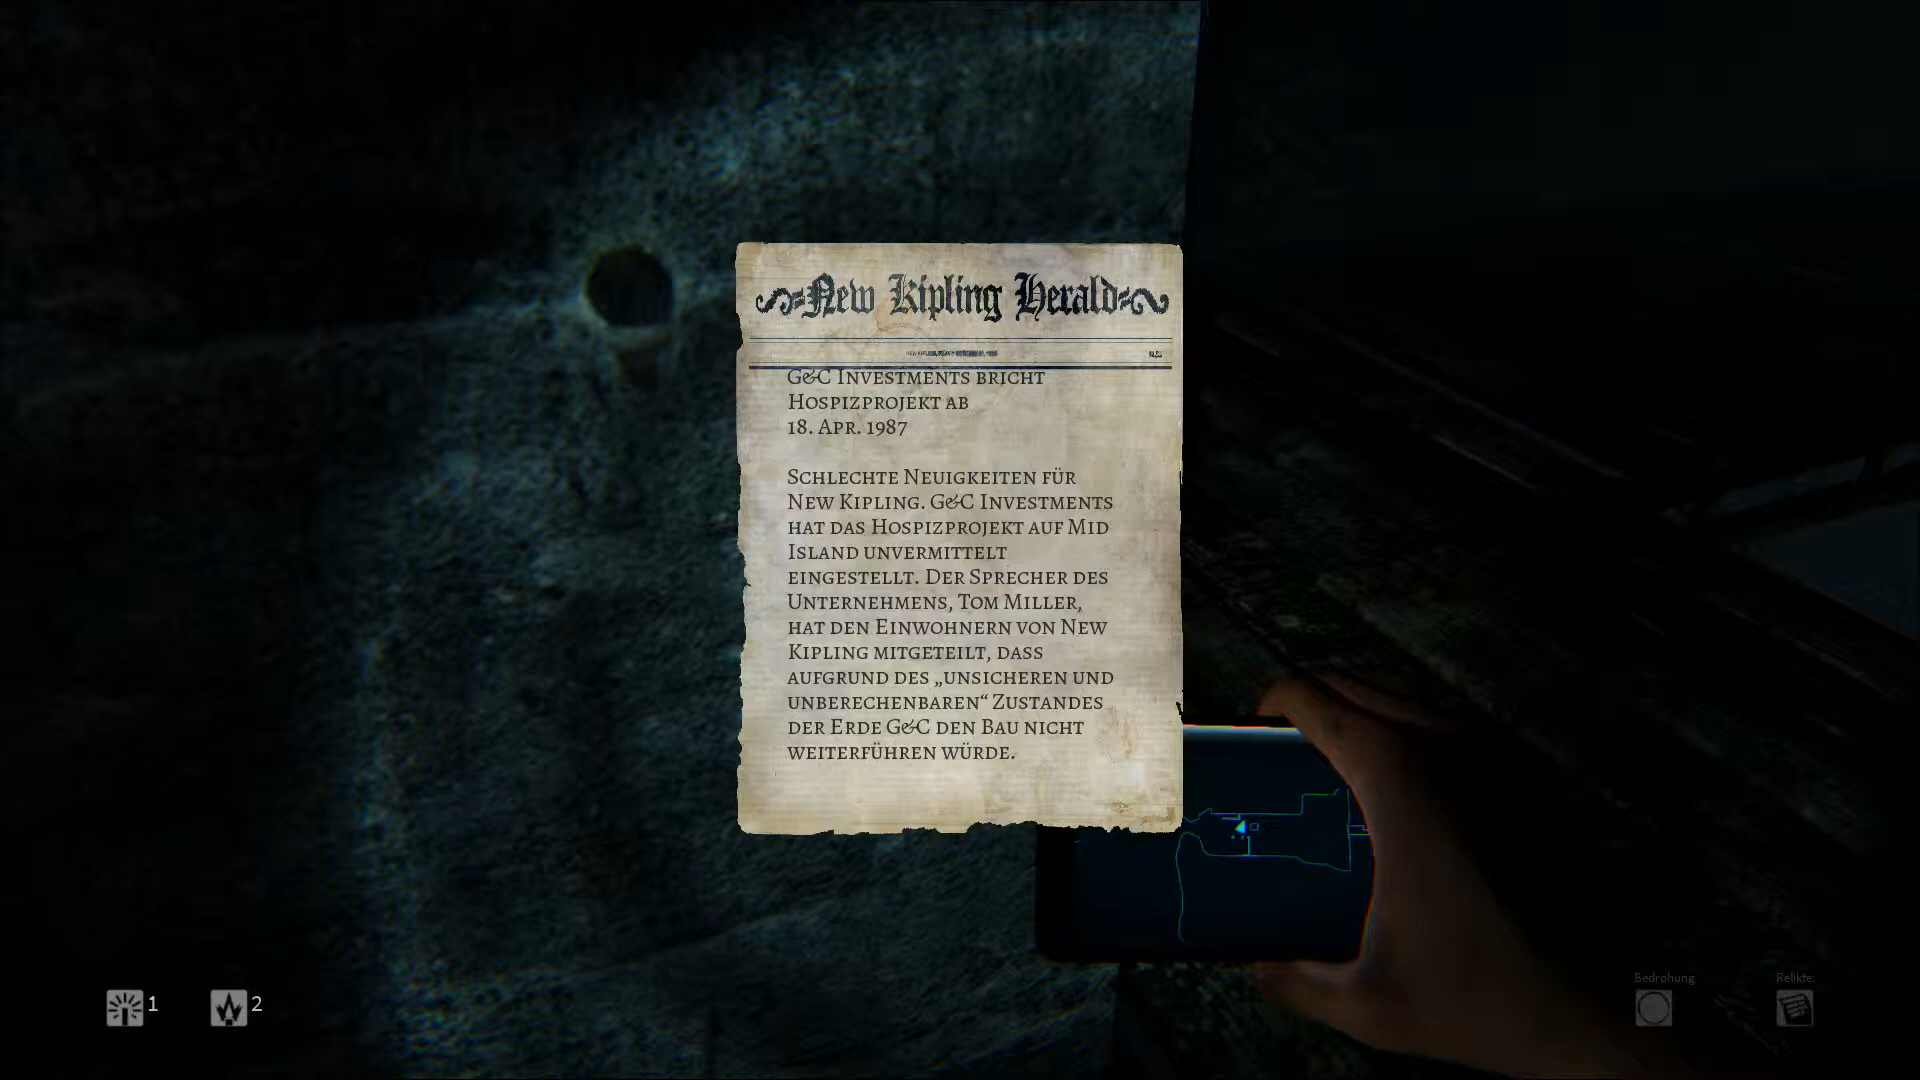 New Kipling Herald
G&C Investments bricht
Hospizprojekt ab
18. Apr. 1987
Schlechte Neuigkeiten für
New Kipling. G&C Investments
hat das Hospizprojekt auf Mid
Island unvermittelt
eingestellt. Der Sprecher des
Unternehmens, Tom Miller,
hat den Einwohnern von New
Kipling mitgeteilt, dass
aufgrund des „unsicheren und
unberechenbaren“ Zustandes
der Erde G&C den Bau nicht
weiterführen würde.
Bedrohung
Relikte:
1
2